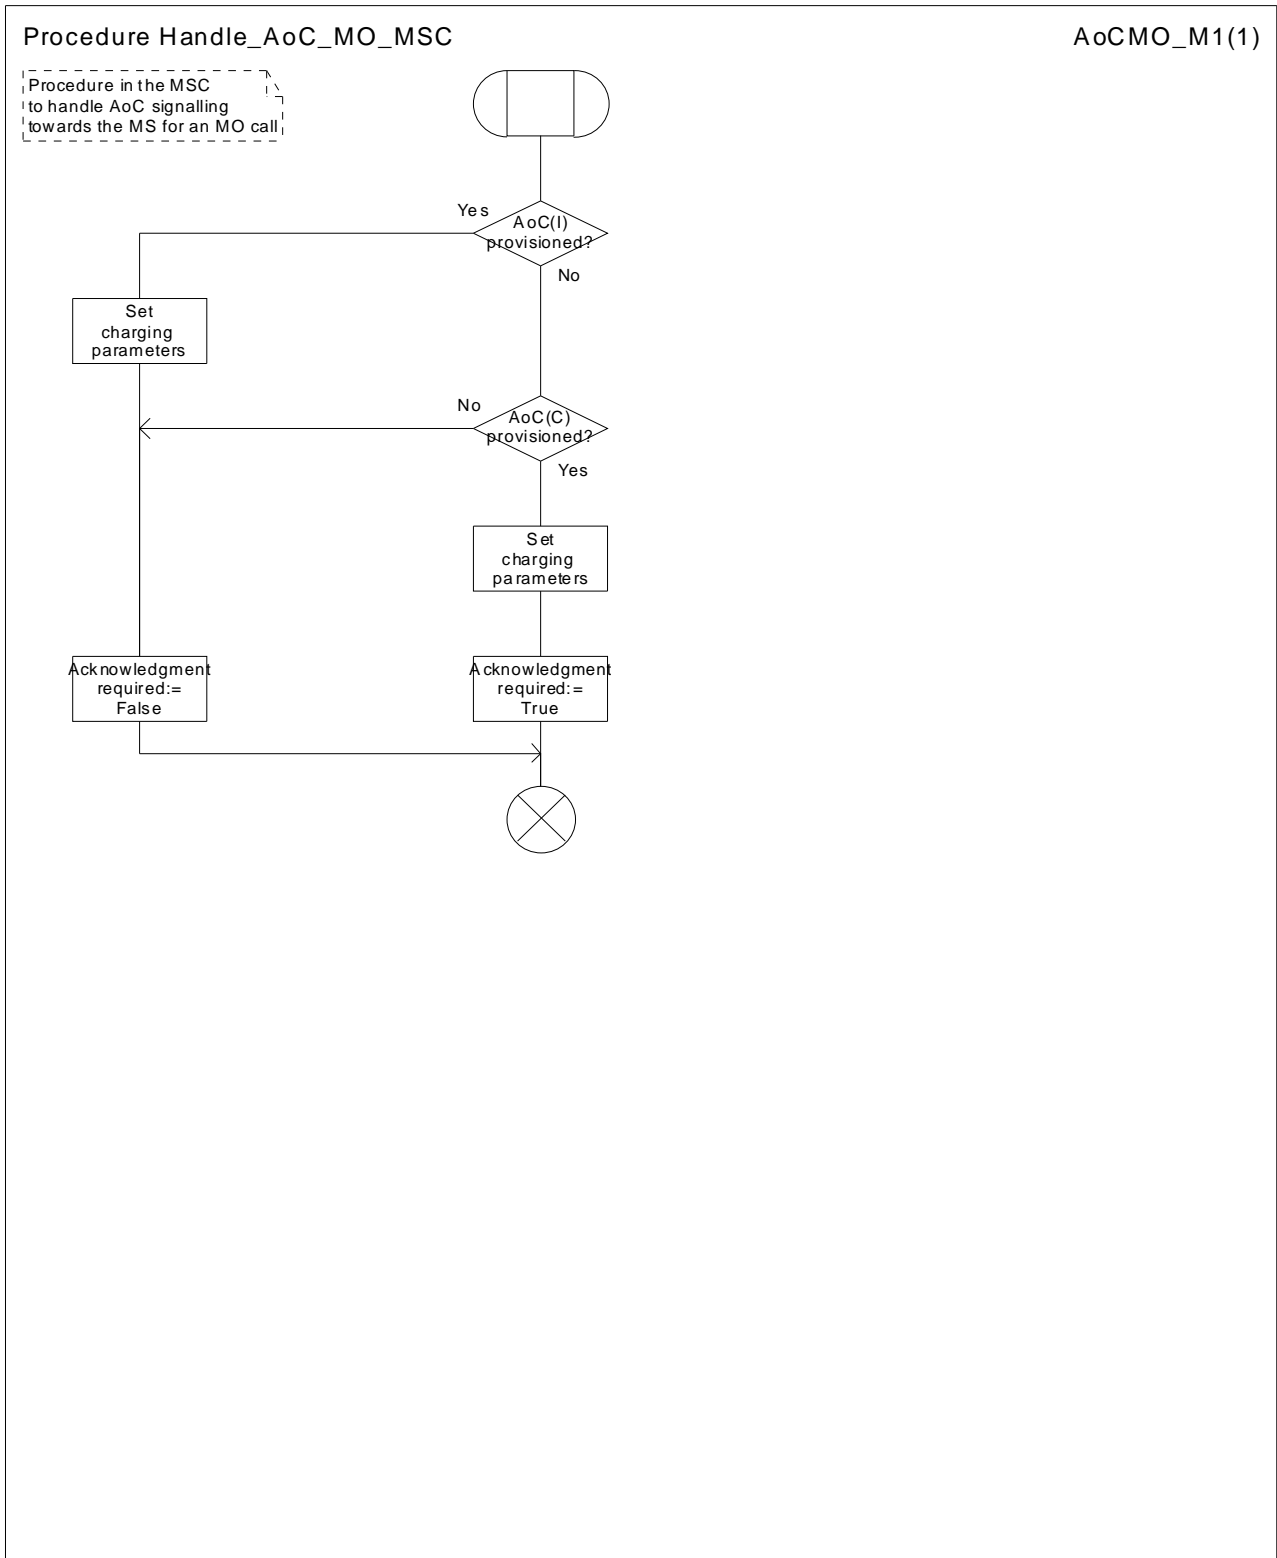 Procedure Handle_AoC_MO_MSC
AoCMO_M1(1)
Procedure in the MSC
to handle AoC signalling
towards the MS for an MO call
Yes
AoC(I)
provisioned?
No
Set
charging
parameters
No
AoC(C)
provisioned?
Yes
Set
charging
parameters
Acknowledgment
required:=
False
Acknowledgment
required:=
True